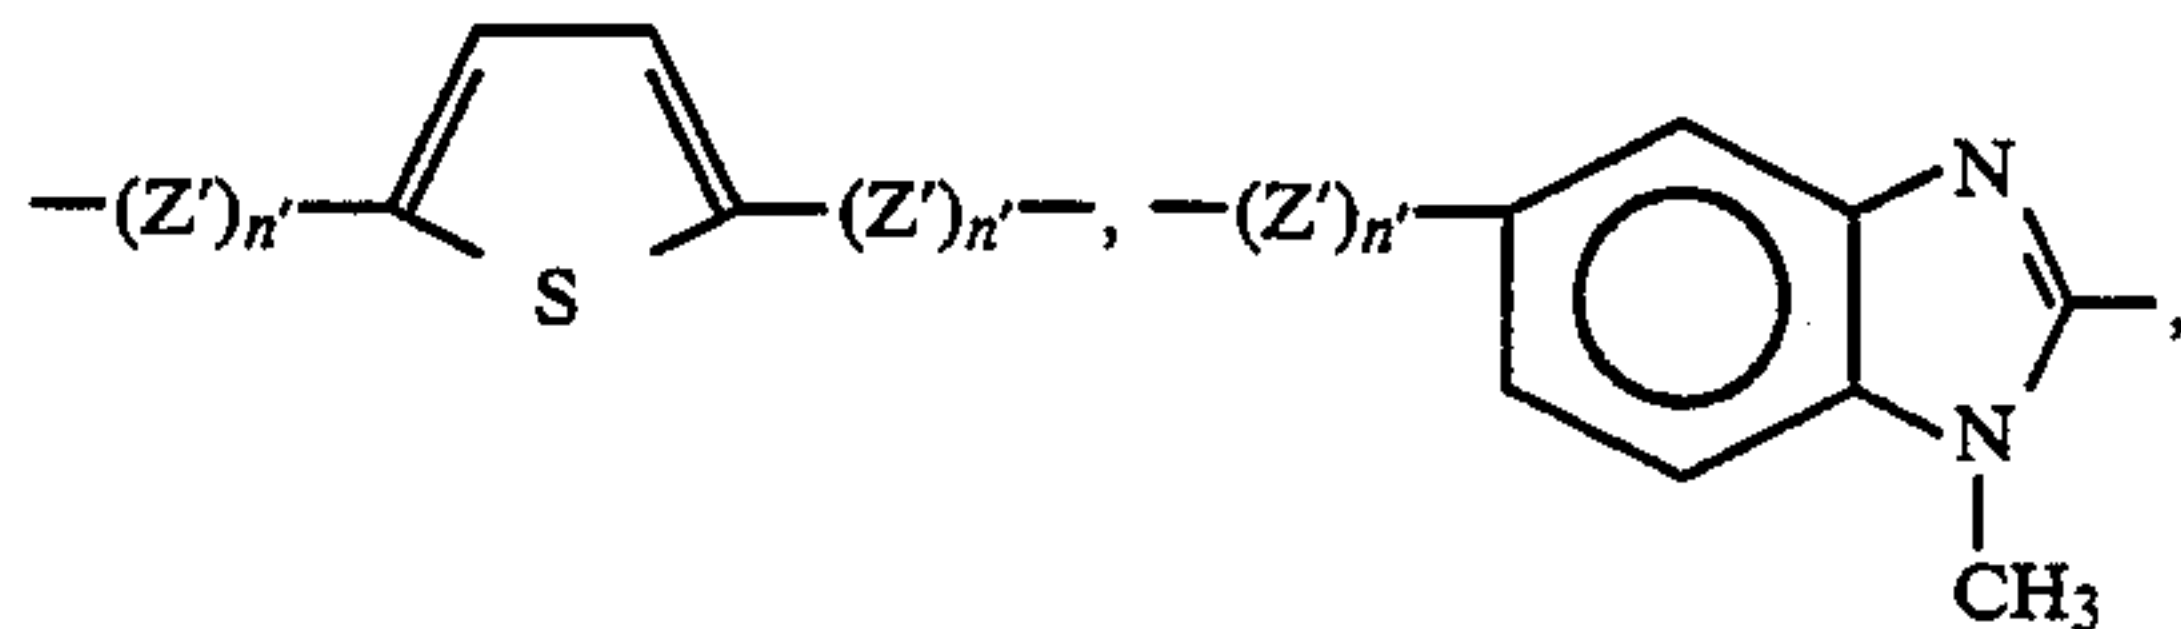 N
—(Z')n'— —(Z')n'—, —(Z')n'— ,
S
N
CH3